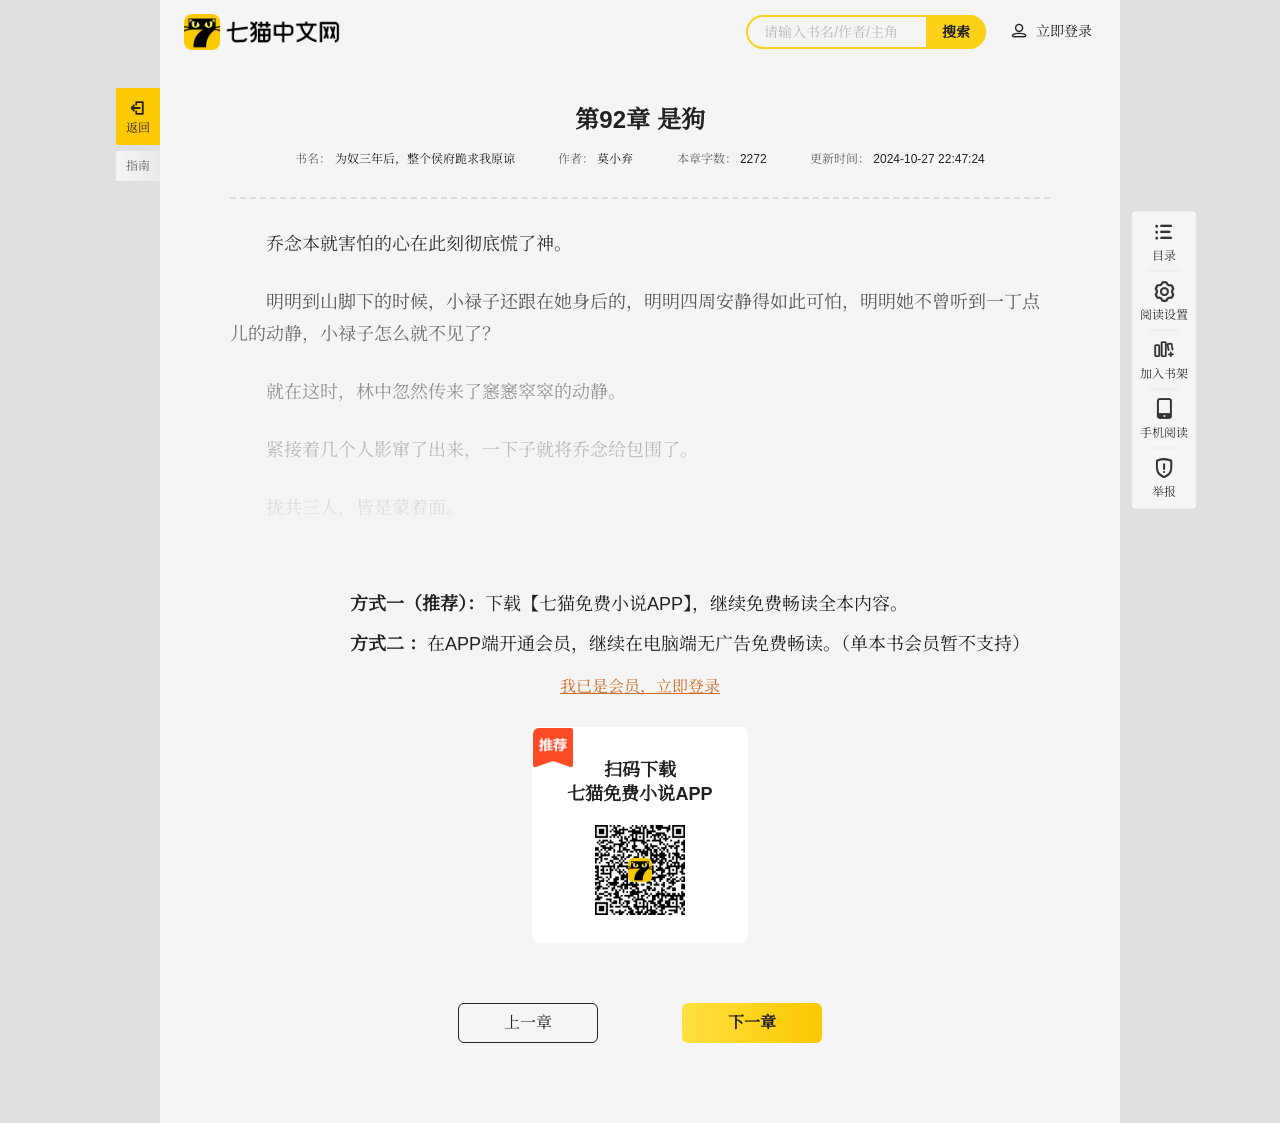 七猫中文网
请输入书名/作者/主角
搜索
立即登录
返回
指南
第92章 是狗
书名： 为奴三年后，整个侯府跪求我原谅 作者： 莫小弃 本章字数： 2272 更新时间： 2024-10-27 22:47:24
乔念本就害怕的心在此刻彻底慌了神。
明明到山脚下的时候，小禄子还跟在她身后的，明明四周安静得如此可怕，明明她不曾听到一丁点
儿的动静，小禄子怎么就不见了？
就在这时，林中忽然传来了窸窸窣窣的动静。
紧接着几个人影窜了出来，一下子就将乔念给包围了。
拢共三人，皆是蒙着面。
目录
阅读设置
加入书架
手机阅读
举报
方式一（推荐）：下载【七猫免费小说APP】，继续免费畅读全本内容。
方式二 ：在APP端开通会员，继续在电脑端无广告免费畅读。（单本书会员暂不支持）
我已是会员，立即登录
推荐
扫码下载
七猫免费小说APP
上一章
下一章